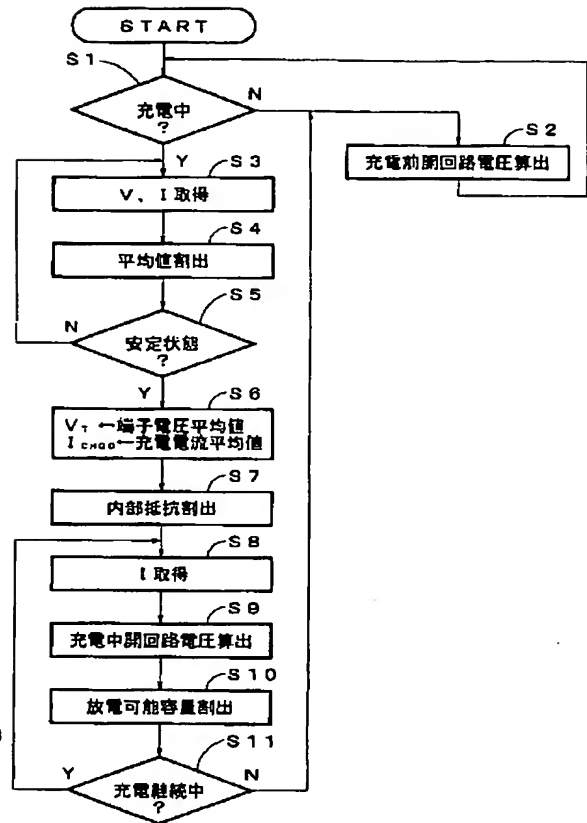 START
S1
充電中
?
N
Y
S2
充電前開回路電圧算出
S3
V、I取得
S4
平均値割出
S5
N
安定状態
?
Y
S6
V_T ←端子電圧平均値
I_CHG0←充電電流平均値
S7
内部抵抗割出
S8
I取得
S9
充電中開回路電圧算出
S10
放電可能容量割出
S11
Y
充電継続中
N
?